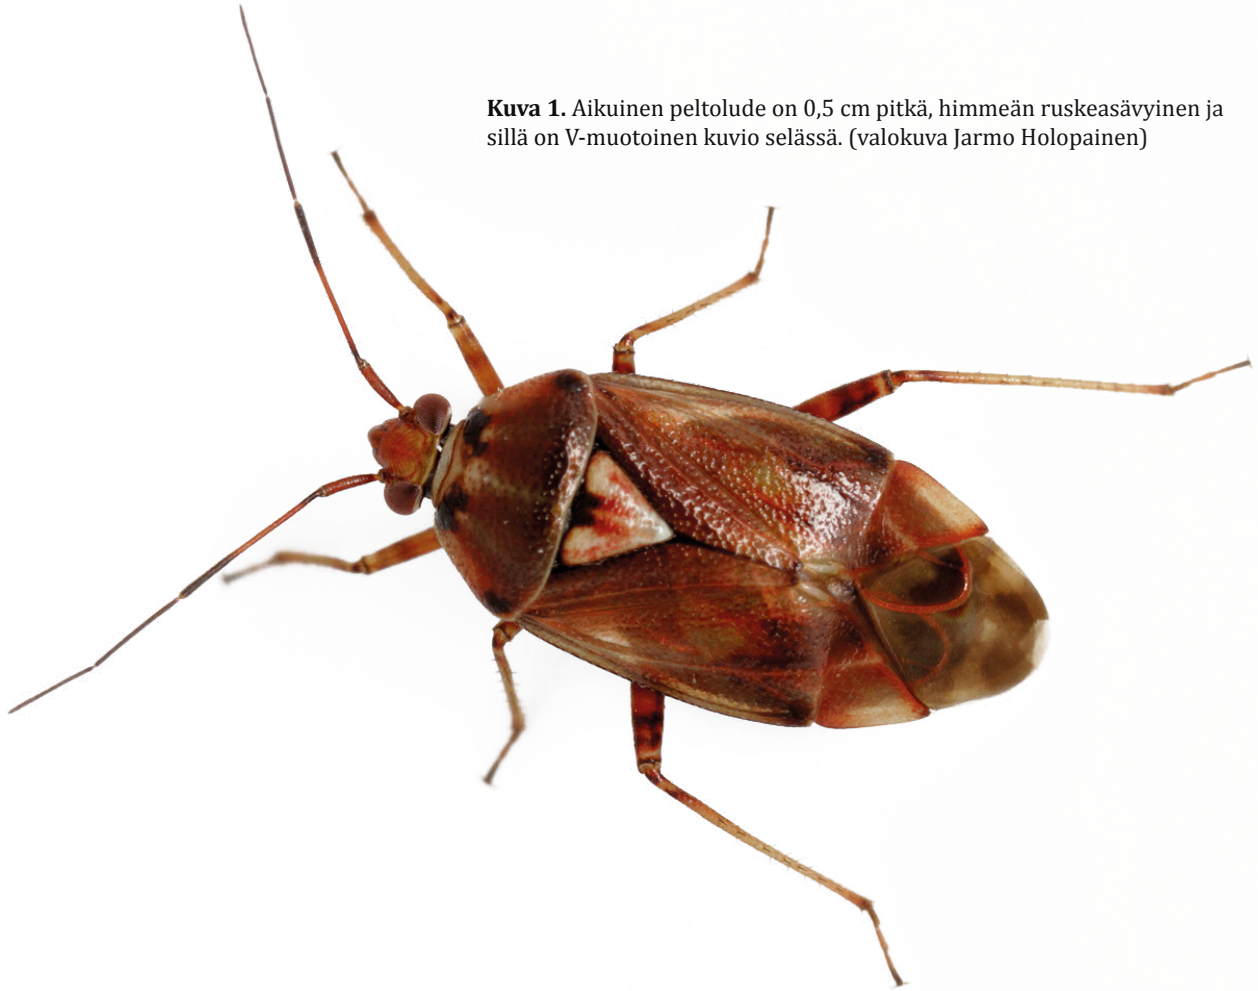 Kuva 1. Aikuinen peltolude on 0,5 cm pitkä, himmeän ruskeasävyinen ja
sillä on V-muotoinen kuvio selässä. (valokuva Jarmo Holopainen)